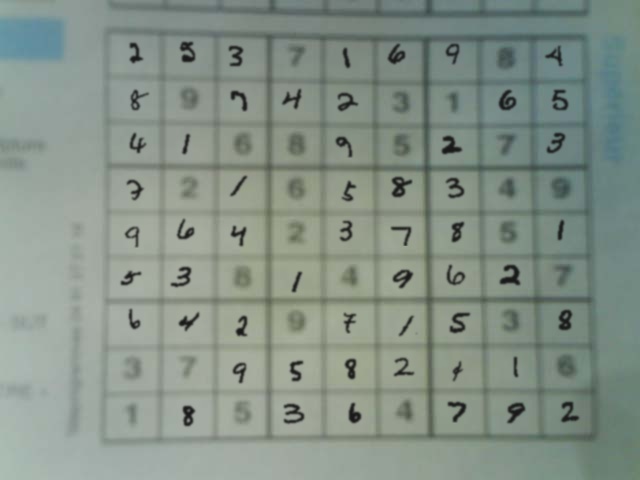 2 5 3 7 1 6 9 8 4
8 9 7 4 2 3 1 6 5
4 1 6 8 9 5 2 7 3
7 2 1 6 5 8 3 4 9
9 6 4 2 3 7 8 5 1
5 3 8 1 4 9 6 2 7
6 4 2 9 7 1 5 3 8
3 7 9 5 8 2 4 1 6
1 8 5 3 6 4 7 9 2
Supérieur